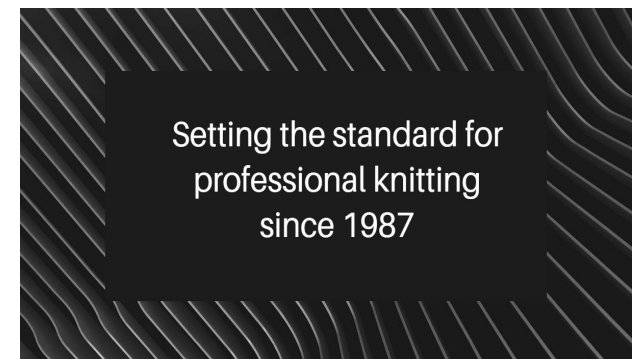 Setting the standard for
professional knitting
since 1987